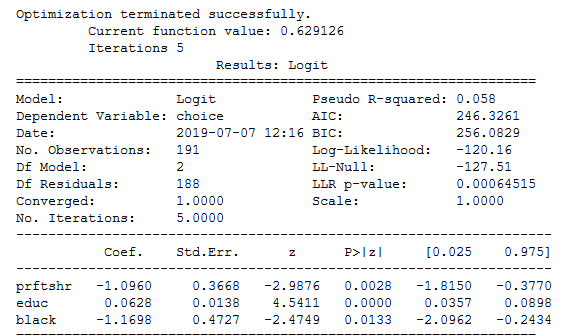 Optimization terminated successfully.
Current function value: 0.629126
Iterations 5
Results: Logit
=================================================================
Model: Logit Pseudo R-squared: 0.058
Dependent Variable: choice AIC: 246.3261
Date: 2019-07-07 12:16 BIC: 256.0829
No. Observations: 191 Log-Likelihood: -120.16
Df Model: 2 LL-Null: -127.51
Df Residuals: 188 LLR p-value: 0.00064515
Converged: 1.0000 Scale: 1.0000
No. Iterations: 5.0000
-------------------------------------------------------------------
Coef. Std.Err. z P>|z| [0.025 0.975]
-------------------------------------------------------------------
prftshr -1.0960 0.3668 -2.9876 0.0028 -1.8150 -0.3770
educ 0.0628 0.0138 4.5411 0.0000 0.0357 0.0898
black -1.1698 0.4727 -2.4749 0.0133 -2.0962 -0.2434
===================================================================